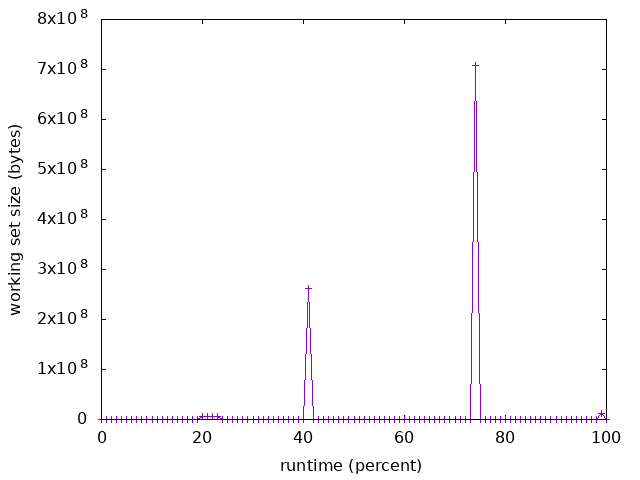 8x10⁸
7x10⁸
6x10⁸
5x10⁸
4x10⁸
3x10⁸
2x10⁸
1x10⁸
0
working set size (bytes)
0 20 40 60 80 100
runtime (percent)